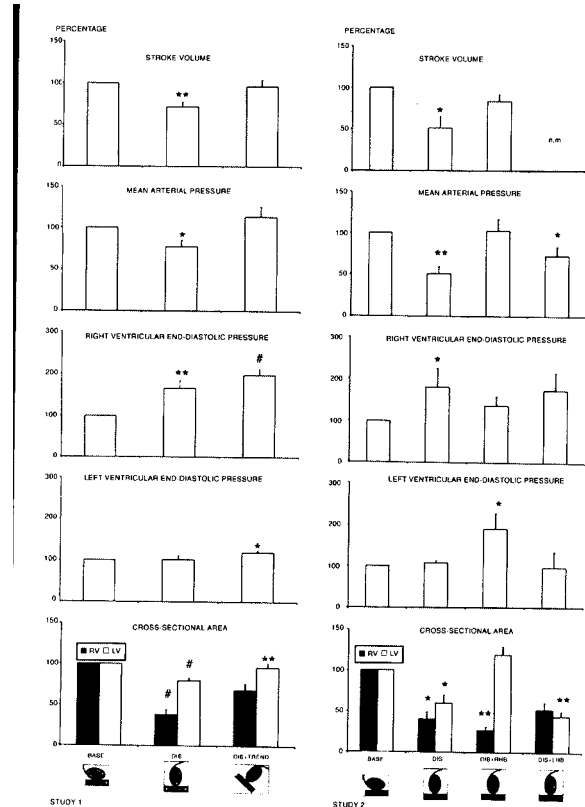 PERCENTAGE
150
STROKE VOLUME
100
**
50
0
MEAN ARTERIAL PRESSURE
150
100
*
50
0
RIGHT VENTRICULAR END-DIASTOLIC PRESSURE
300
#
200
**
100
0
LEFT VENTRICULAR END-DIASTOLIC PRESSURE
300
200
100
*
0
CROSS-SECTIONAL AREA
150
RV LV
100
#
**
50
#
0
BASE DIS DIS+TREND
STUDY 1
PERCENTAGE
150
STROKE VOLUME
100
*
50
n.m
0
MEAN ARTERIAL PRESSURE
150
100
*
**
50
0
RIGHT VENTRICULAR END-DIASTOLIC PRESSURE
300
200
*
100
0
LEFT VENTRICULAR END-DIASTOLIC PRESSURE
300
200
*
100
0
CROSS-SECTIONAL AREA
150
RV LV
100
* *
50
**
**
0
BASE DIS DIS+RHB DIS+LHB
STUDY 2